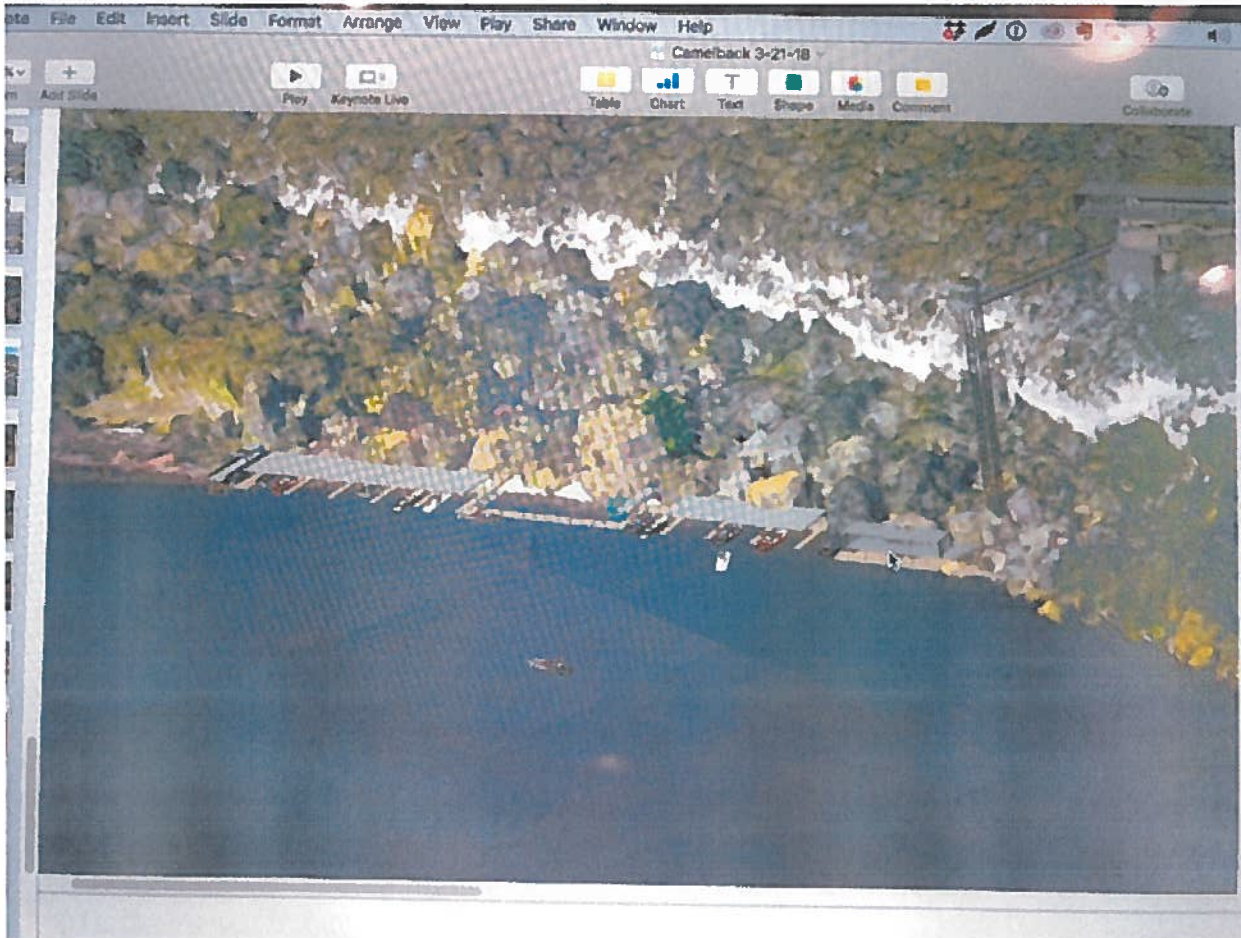 File Edit Insert Slide Format Arrange View Play Share Window Help
Camelback 3-21-18
Add Slide
Play
Keynote Live
Table
Chart
Text
Shape
Media
Comment
Collaborate